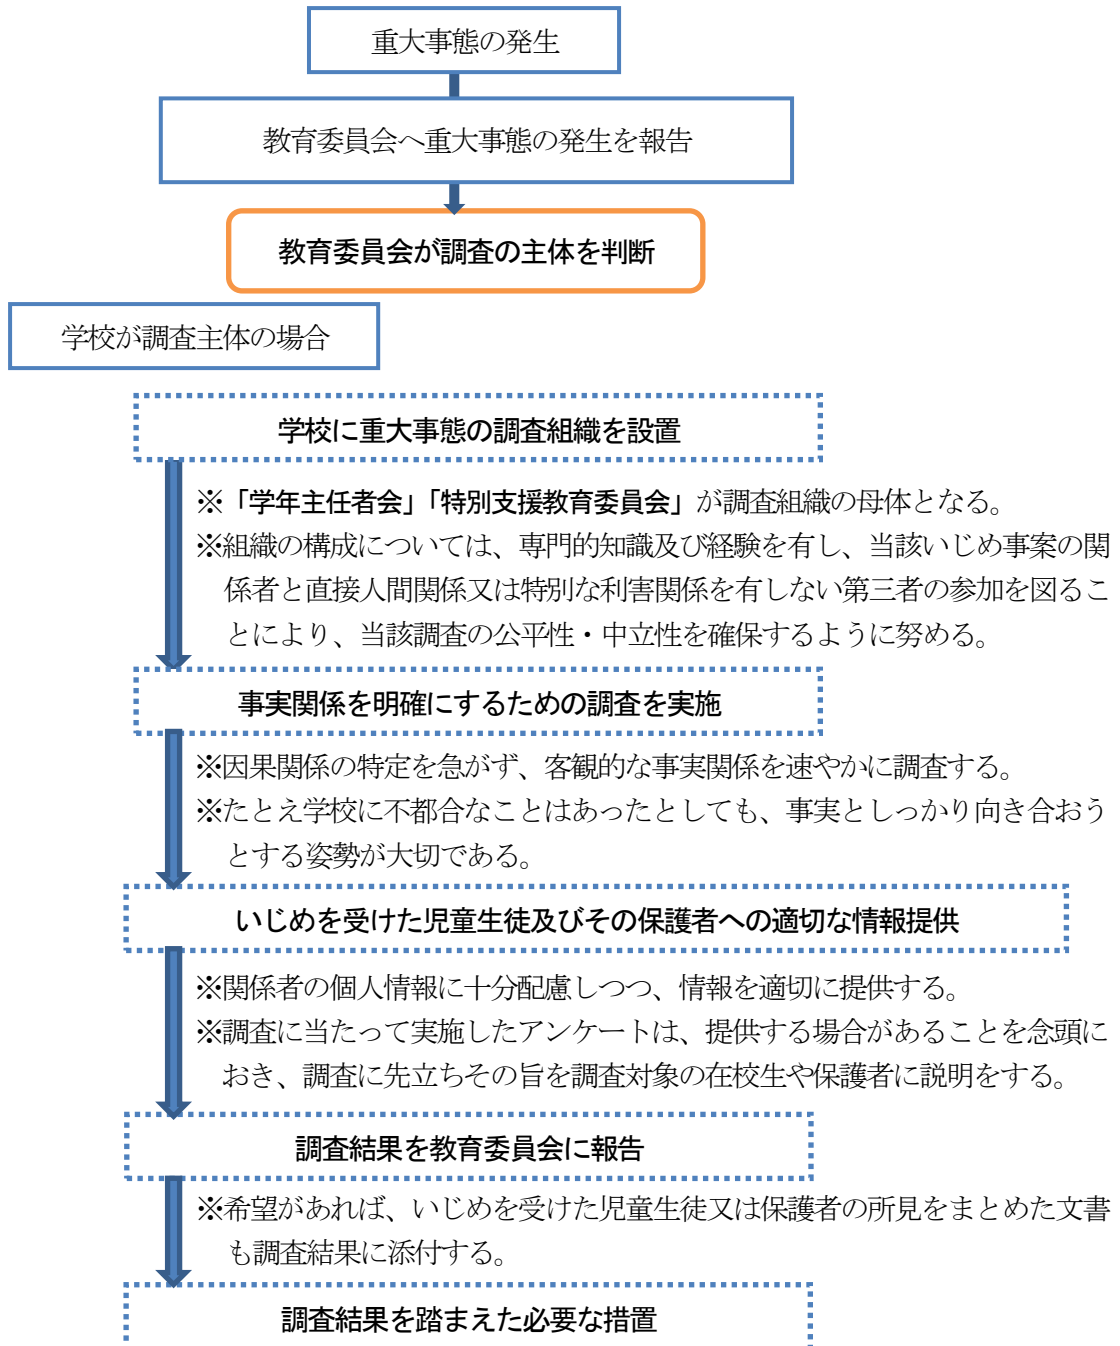 重大事態の発生
教育委員会へ重大事態の発生を報告
教育委員会が調査の主体を判断
学校が調査主体の場合
学校に重大事態の調査組織を設置
※「学年主任者会」「特別支援教育委員会」が調査組織の母体となる。
※組織の構成については、専門的知識及び経験を有し、当該いじめ事案の関
係者と直接人間関係又は特別な利害関係を有しない第三者の参加を図るこ
とにより、当該調査の公平性・中立性を確保するように努める。
事実関係を明確にするための調査を実施
※因果関係の特定を急がず、客観的な事実関係を速やかに調査する。
※たとえ学校に不都合なことはあったとしても、事実としっかり向き合おう
とする姿勢が大切である。
いじめを受けた児童生徒及びその保護者への適切な情報提供
※関係者の個人情報に十分配慮しつつ、情報を適切に提供する。
※調査に当たって実施したアンケートは、提供する場合があることを念頭に
おき、調査に先立ちその旨を調査対象の在校生や保護者に説明をする。
調査結果を教育委員会に報告
※希望があれば、いじめを受けた児童生徒又は保護者の所見をまとめた文書
も調査結果に添付する。
調査結果を踏まえた必要な措置